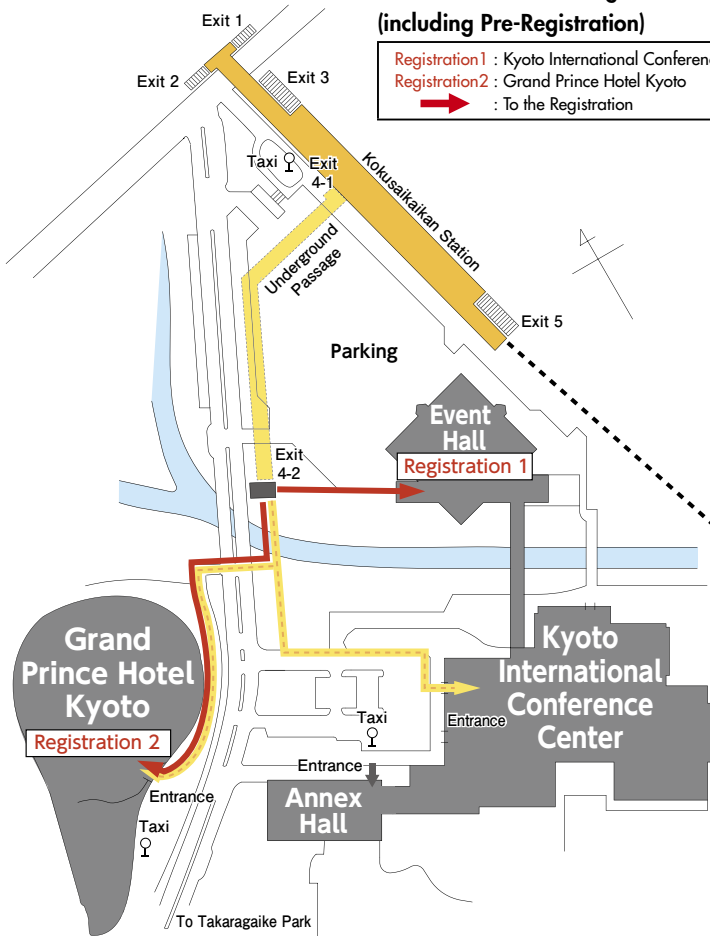 (including Pre-Registration)
Registration1 : Kyoto International Conferenc
Registration2 : Grand Prince Hotel Kyoto
: To the Registration
Exit 1
Exit 2
Exit 3
Taxi
Exit
4-1
Kokusaikaikan Station
Underground
Passage
Exit 5
Parking
Event
Hall
Registration 1
Exit
4-2
Grand
Prince Hotel
Kyoto
Registration 2
Entrance
Taxi
Kyoto
International
Conference
Center
Entrance
Taxi
Entrance
Annex
Hall
To Takaragaike Park